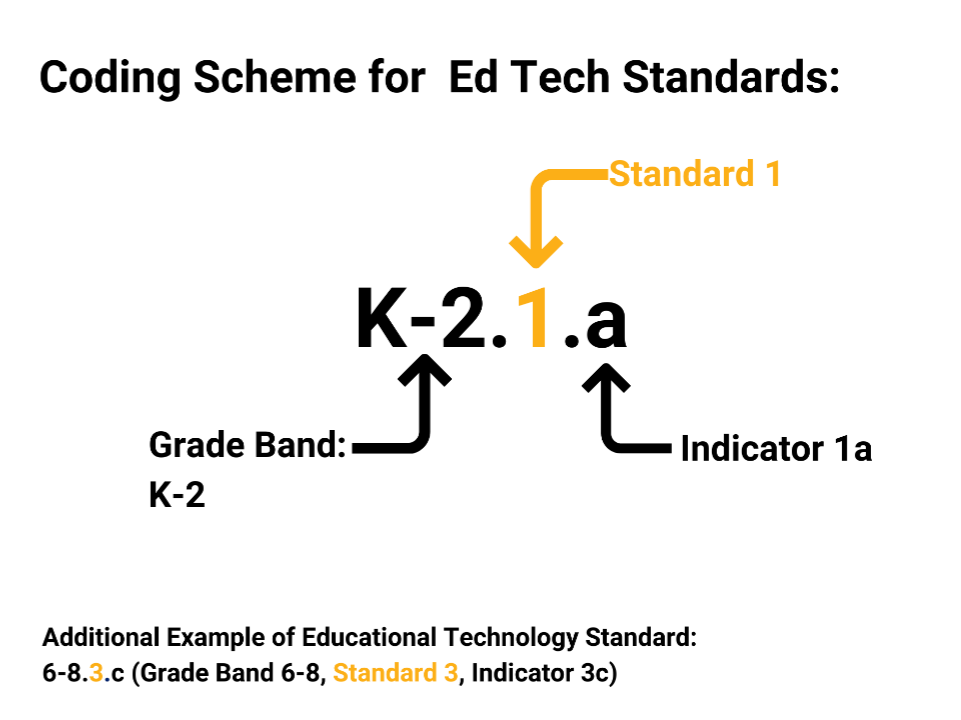 Coding Scheme for Ed Tech Standards:
Standard 1
K-2.1.a
Grade Band:
K-2
Indicator 1a
Additional Example of Educational Technology Standard:
6-8.3.c (Grade Band 6-8, Standard 3, Indicator 3c)